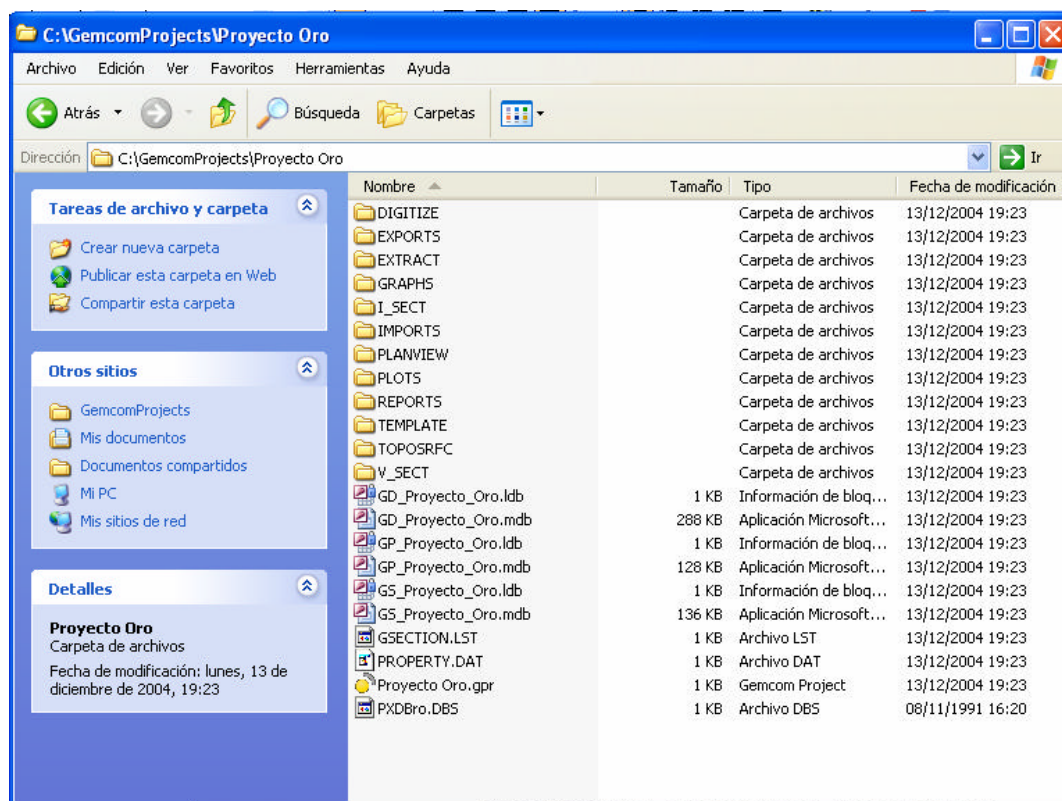 C:\GemcomProjects\Proyecto Oro
Archivo Edición Ver Favoritos Herramientas Ayuda
Atrás Búsqueda Carpetas
Dirección C:\GemcomProjects\Proyecto Oro Ir
Tareas de archivo y carpeta
Crear nueva carpeta
Publicar esta carpeta en Web
Compartir esta carpeta
Otros sitios
GemcomProjects
Mis documentos
Documentos compartidos
Mi PC
Mis sitios de red
Detalles
Proyecto Oro
Carpeta de archivos
Fecha de modificación: lunes, 13 de
diciembre de 2004, 19:23
Nombre Tamaño Tipo Fecha de modificación
DIGITIZE Carpeta de archivos 13/12/2004 19:23
EXPORTS Carpeta de archivos 13/12/2004 19:23
EXTRACT Carpeta de archivos 13/12/2004 19:23
GRAPHS Carpeta de archivos 13/12/2004 19:23
I_SECT Carpeta de archivos 13/12/2004 19:23
IMPORTS Carpeta de archivos 13/12/2004 19:23
PLANVIEW Carpeta de archivos 13/12/2004 19:23
PLOTS Carpeta de archivos 13/12/2004 19:23
REPORTS Carpeta de archivos 13/12/2004 19:23
TEMPLATE Carpeta de archivos 13/12/2004 19:23
TOPOSRFC Carpeta de archivos 13/12/2004 19:23
V_SECT Carpeta de archivos 13/12/2004 19:23
GD_Proyecto_Oro.ldb 1 KB Información de bloq... 13/12/2004 19:23
GD_Proyecto_Oro.mdb 288 KB Aplicación Microsoft... 13/12/2004 19:23
GP_Proyecto_Oro.ldb 1 KB Información de bloq... 13/12/2004 19:23
GP_Proyecto_Oro.mdb 128 KB Aplicación Microsoft... 13/12/2004 19:23
GS_Proyecto_Oro.ldb 1 KB Información de bloq... 13/12/2004 19:23
GS_Proyecto_Oro.mdb 136 KB Aplicación Microsoft... 13/12/2004 19:23
GSECTION.LST 1 KB Archivo LST 13/12/2004 19:23
PROPERTY.DAT 1 KB Archivo DAT 13/12/2004 19:23
Proyecto Oro.gpr 1 KB Gemcom Project 13/12/2004 19:23
PXDBro.DBS 1 KB Archivo DBS 08/11/1991 16:20